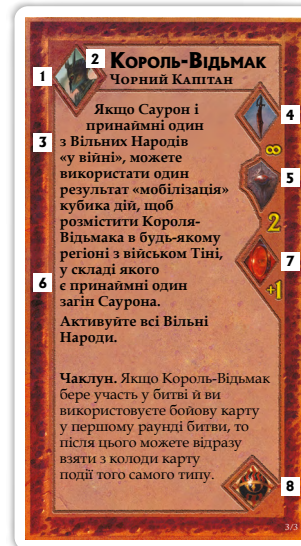 1
2
Король-Відьмак
Чорний Капітан
3
Якщо Саурон і
принаймні один
з Вільних Народів
«у війні», можете
використати один
результат «мобілізація»
кубика дій, щоб
розмістити Короля-
Відьмака в будь-якому
регіоні з військом Тіні,
у складі якого
є принаймні один
загін Саурона.
Активуйте всі Вільні
Народи.
4
∞
5
2
6
7
+1
Чаклун. Якщо Король-Відьмак
бере участь у битві й ви
використовуєте бойову карту
у першому раунді битви, то
після цього можете відразу
взяти з колоди карту
події того самого типу.
8
3/3